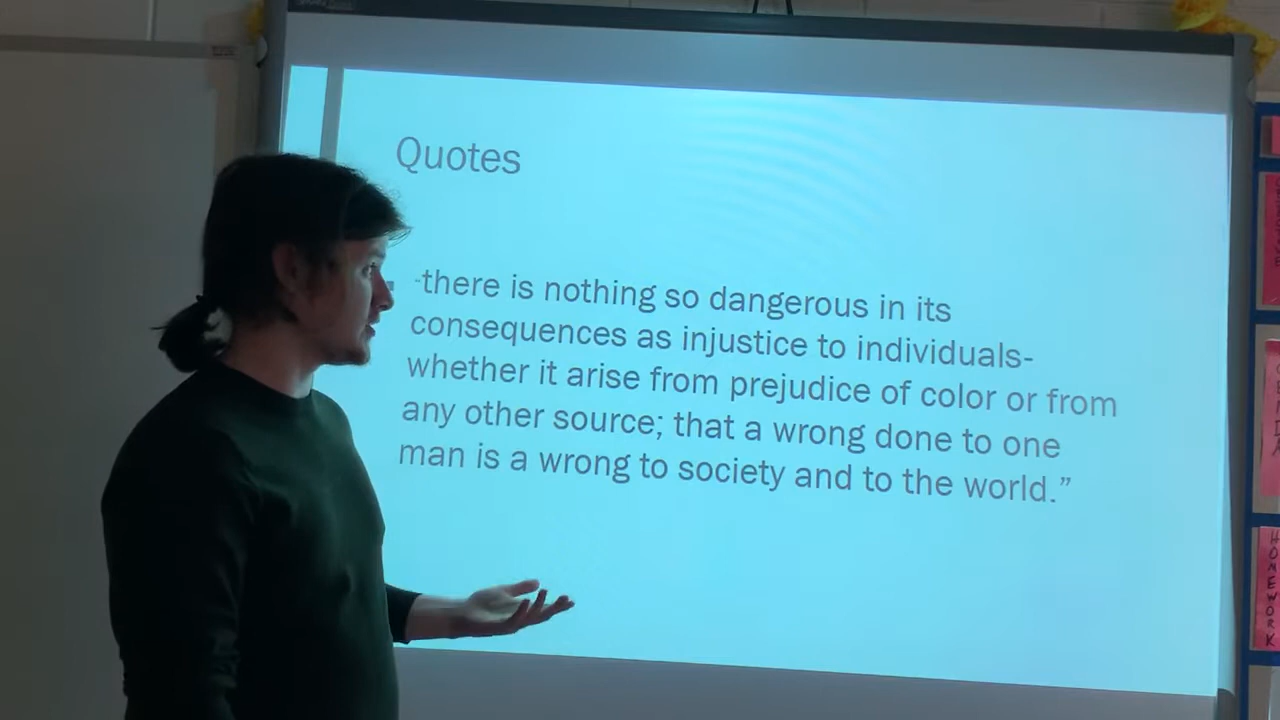 Quotes
-there is nothing so dangerous in its
consequences as injustice to individuals-
whether it arise from prejudice of color or from
any other source; that a wrong done to one
man is a wrong to society and to the world.”
HOMEWORK